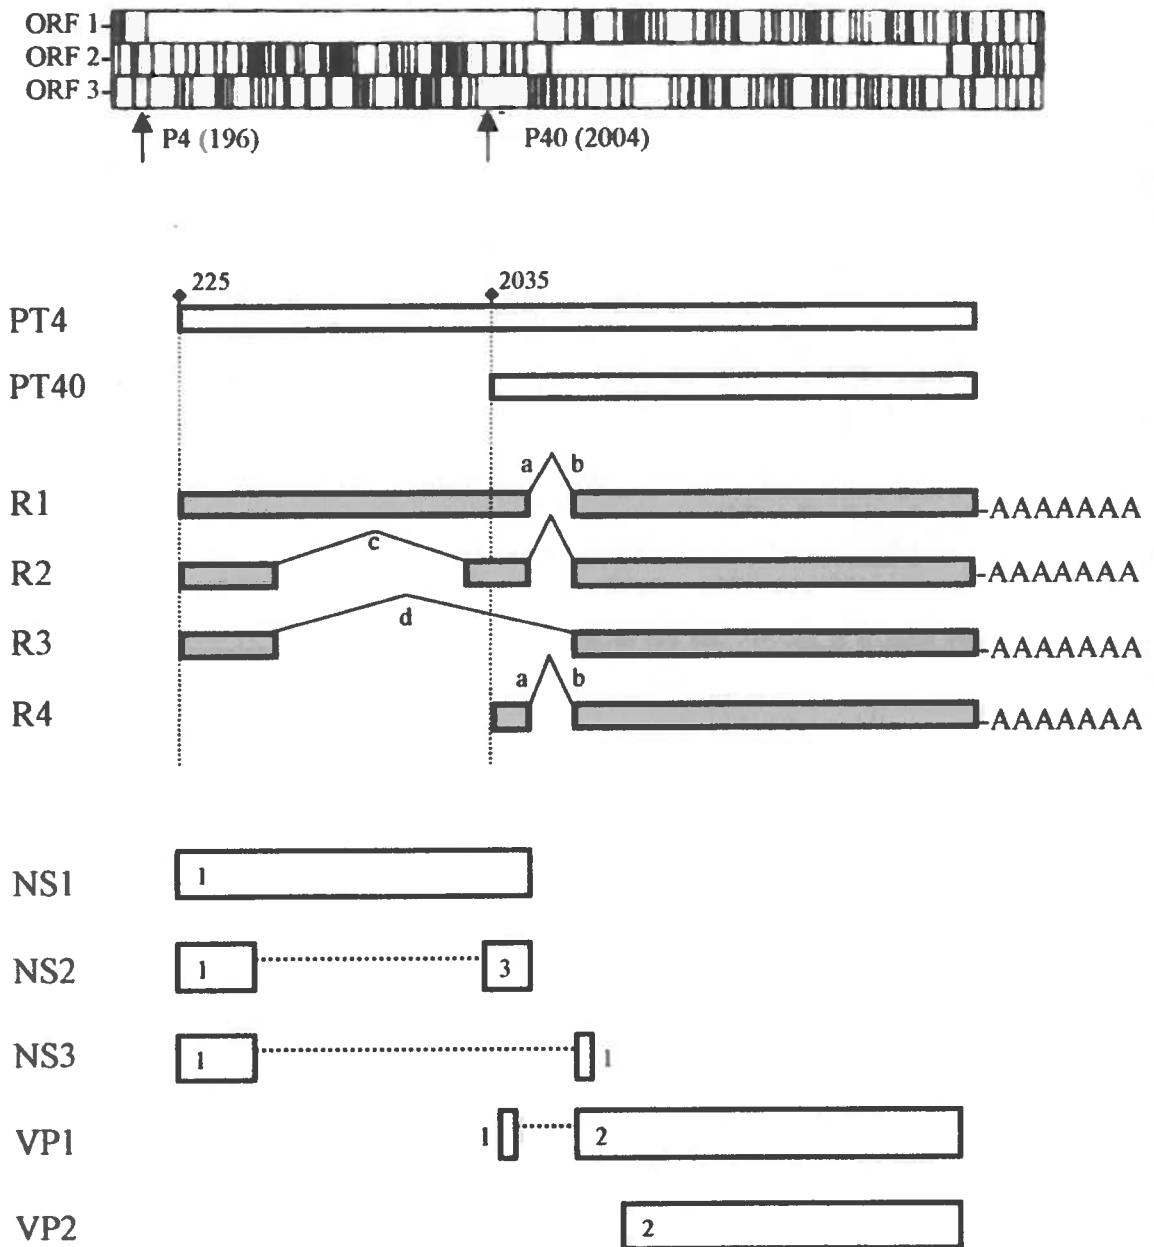 ORF 1
ORF 2
ORF 3
P4 (196) P40 (2004)
225 2035
PT4
PT40
a b
R1 -AAAAAAA
c
R2 -AAAAAAA
d
R3 -AAAAAAA
a b
R4 -AAAAAAA
NS1 1
NS2 1 3
NS3 1 1
VP1 1 2
VP2 2